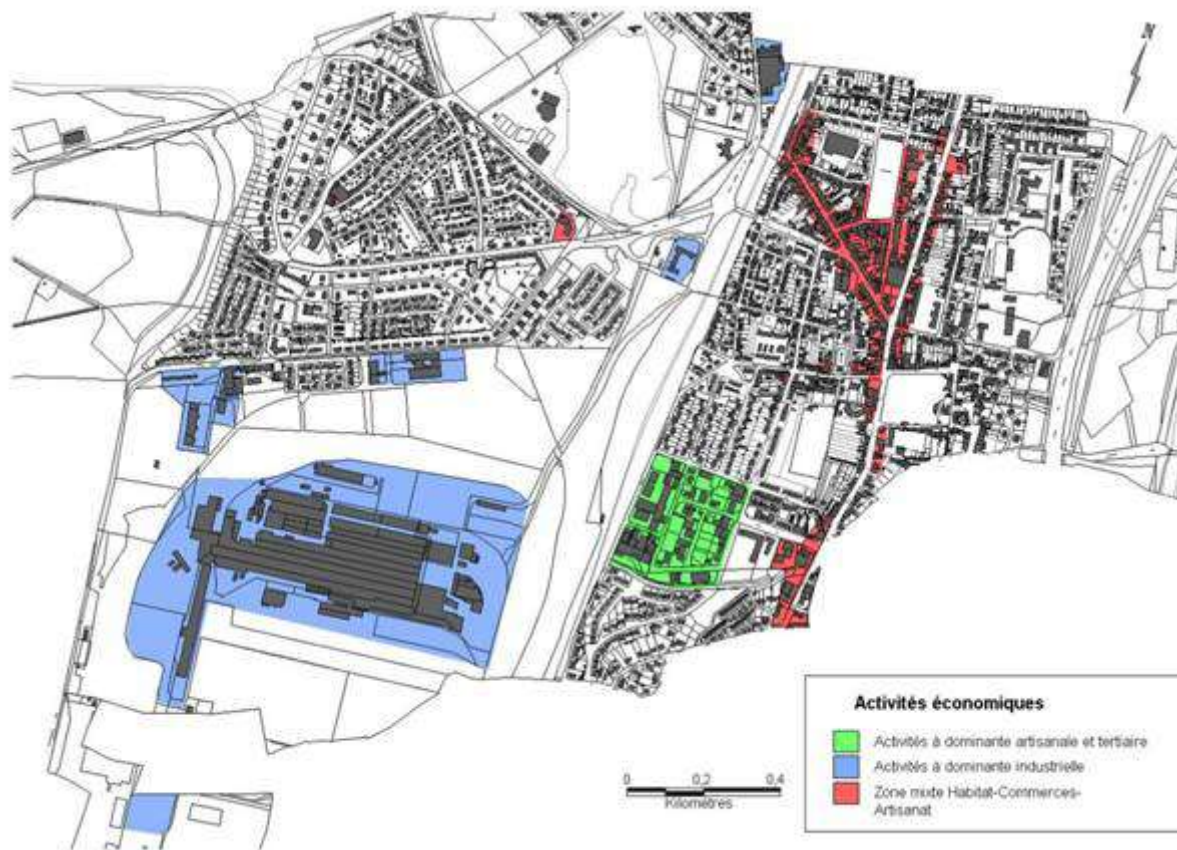 N
Activités économiques
Activités à dominante artisanale et tertiaire
Activités à dominante industrielle
Zone mixte Habitat-Commerces-
Artisanat
0 0,2 0,4
Kilomètres